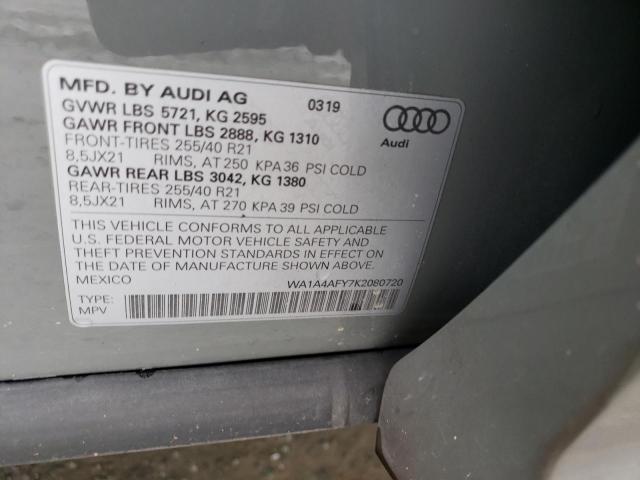 MFD. BY AUDI AG 0319
GVWR LBS 5721, KG 2595
GAWR FRONT LBS 2888, KG 1310
FRONT-TIRES 255/40 R21
8,5JX21 RIMS, AT 250 KPA 36 PSI COLD
GAWR REAR LBS 3042, KG 1380
REAR-TIRES 255/40 R21
8,5JX21 RIMS, AT 270 KPA 39 PSI COLD
Audi
THIS VEHICLE CONFORMS TO ALL APPLICABLE
U.S. FEDERAL MOTOR VEHICLE SAFETY AND
THEFT PREVENTION STANDARDS IN EFFECT ON
THE DATE OF MANUFACTURE SHOWN ABOVE.
MEXICO WA1A4AFY7K2080720
TYPE:
MPV